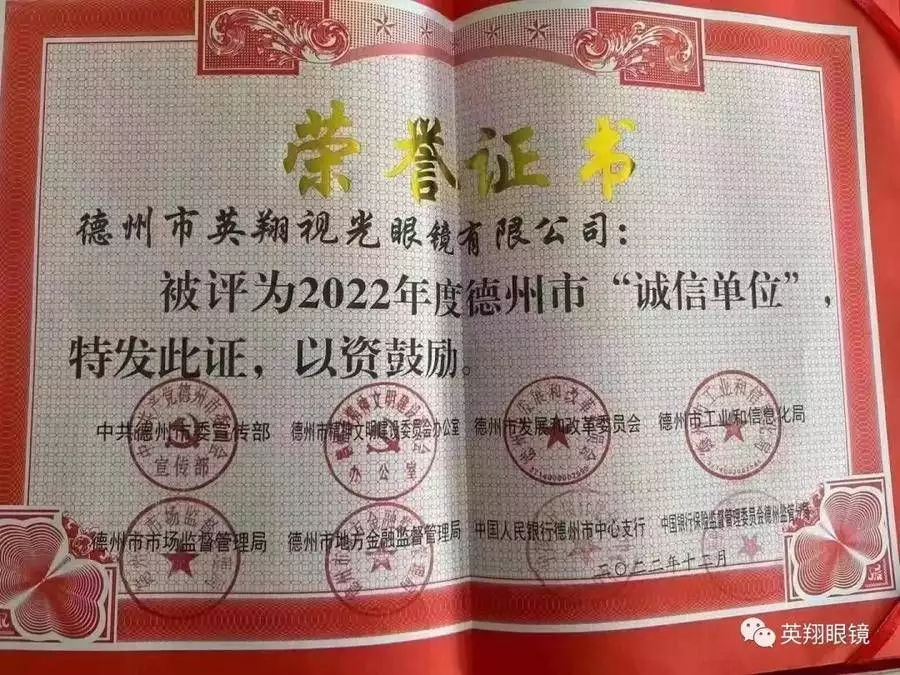 荣誉证书
德州市英翔视光眼镜有限公司：
被评为2022年度德州市“诚信单位”，
特发此证，以资鼓励。
中共德州市委宣传部 德州市精神文明建设委员会办公室 德州市发展和改革委员会 德州市工业和信息化局
宣传部 办公室
德州市市场监督管理局 德州市地方金融监督管理局 中国人民银行德州市中心支行 中国银行保险监督管理委员会德州监管分局
二〇二二年十二月
英翔眼镜